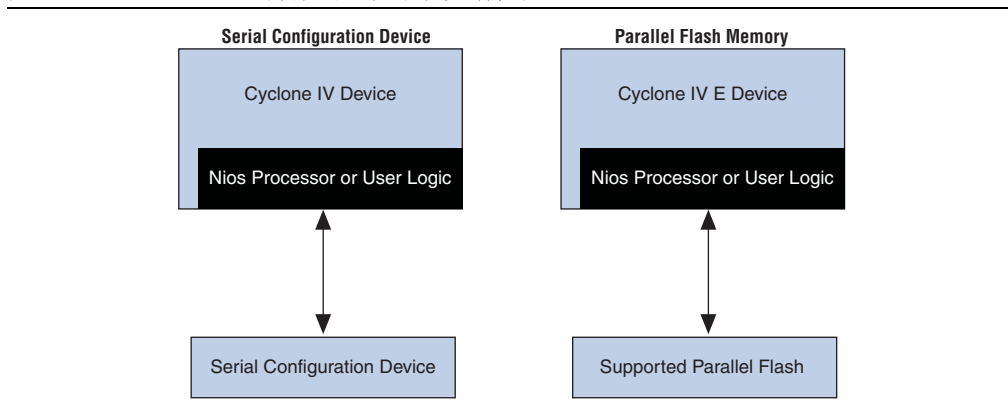 Serial Configuration Device
Parallel Flash Memory
Cyclone IV Device
Cyclone IV E Device
Nios Processor or User Logic
Nios Processor or User Logic
Serial Configuration Device
Supported Parallel Flash